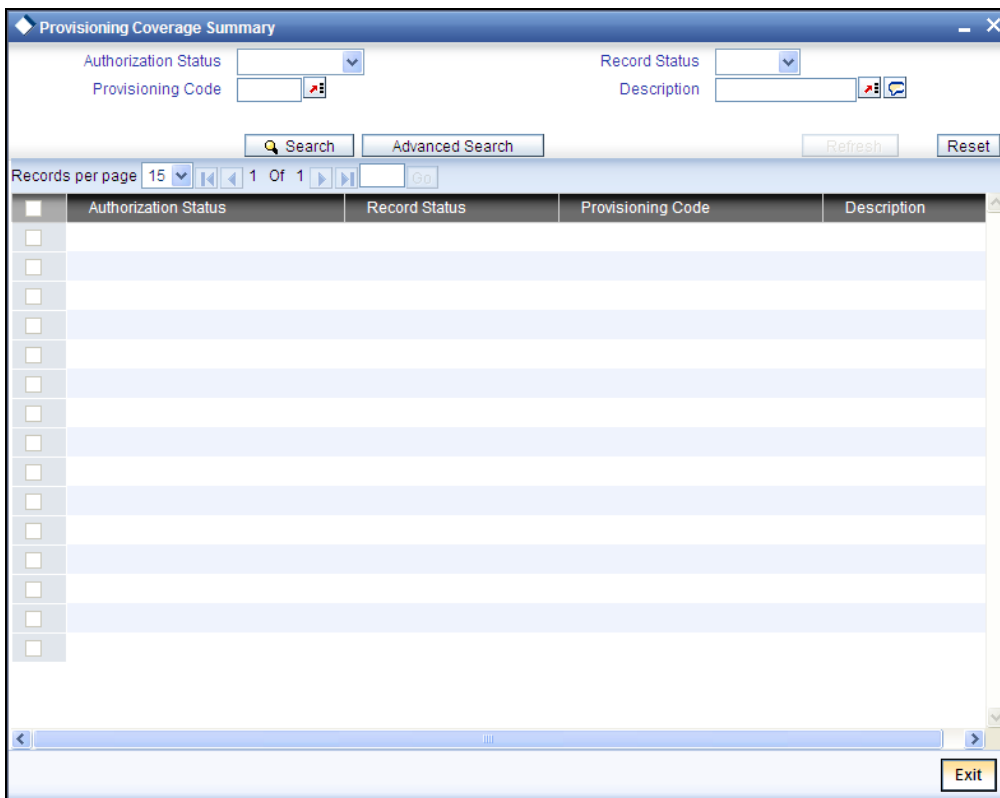 Provisioning Coverage Summary
Authorization Status Record Status
Provisioning Code Description
Search Advanced Search Refresh Reset
Records per page 15 1 Of 1 Go
Authorization Status Record Status Provisioning Code Description
Exit